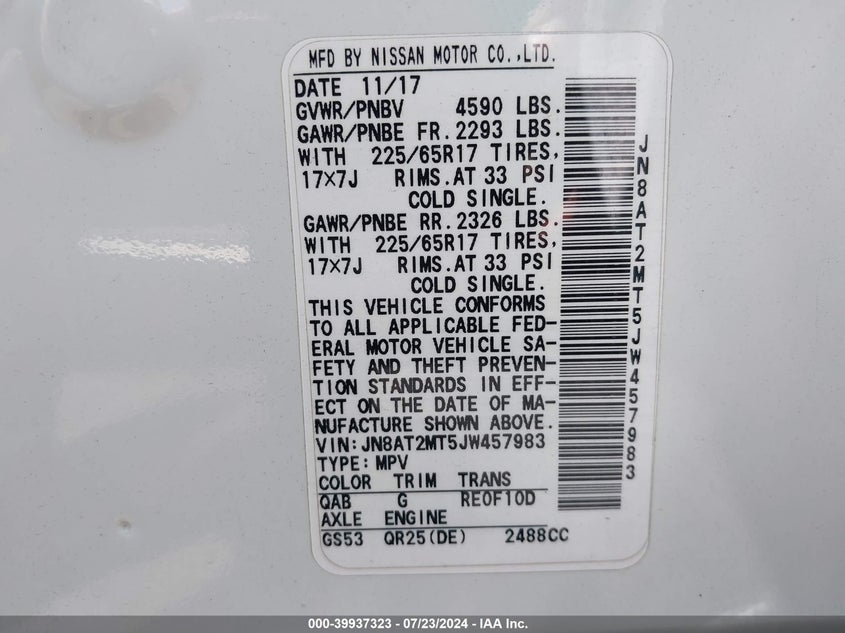 MFD BY NISSAN MOTOR CO.,LTD.
DATE 11/17
GVWR/PNBV 4590 LBS.
GAWR/PNBE FR.2293 LBS.
WITH 225/65R17 TIRES,
17×7J RIMS.AT 33 PSI
COLD SINGLE.
GAWR/PNBE RR.2326 LBS.
WITH 225/65R17 TIRES,
17×7J RIMS.AT 33 PSI
COLD SINGLE.
THIS VEHICLE CONFORMS
TO ALL APPLICABLE FED-
ERAL MOTOR VEHICLE SA-
FETY AND THEFT PREVEN-
TION STANDARDS IN EFF-
ECT ON THE DATE OF MA-
NUFACTURE SHOWN ABOVE.
VIN:JN8AT2MT5JW457983
TYPE:MPV
COLOR TRIM TRANS
QAB G RE0F10D
AXLE ENGINE
GS53 QR25(DE) 2488CC
JN8AT2MT5JW457983
000-39937323 - 07/23/2024 - IAA Inc.